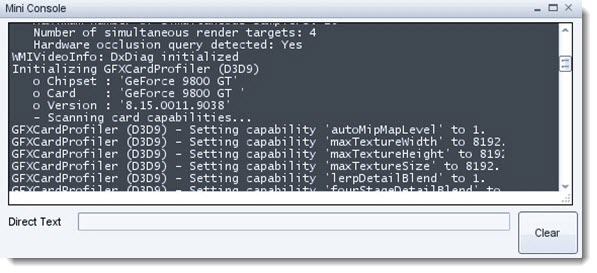 Mini Console
Number of simultaneous render targets: 4
Hardware occlusion query detected: Yes
WMIVideoInfo: DxDiag initialized
Initializing GFXCardProfiler (D3D9)
o Chipset : 'GeForce 9800 GT'
o Card : 'GeForce 9800 GT '
o Version : '8.15.0011.9038'
- Scanning card capabilities...
GFXCardProfiler (D3D9) - Setting capability 'autoMipMapLevel' to 1.
GFXCardProfiler (D3D9) - Setting capability 'maxTextureWidth' to 8192.
GFXCardProfiler (D3D9) - Setting capability 'maxTextureHeight' to 8192
GFXCardProfiler (D3D9) - Setting capability 'maxTextureSize' to 8192.
GFXCardProfiler (D3D9) - Setting capability 'lerpDetailBlend' to 1.
GFXCardProfiler (D3D9) - Setting capability 'fourStageDetailBlend' to
Direct Text
Clear